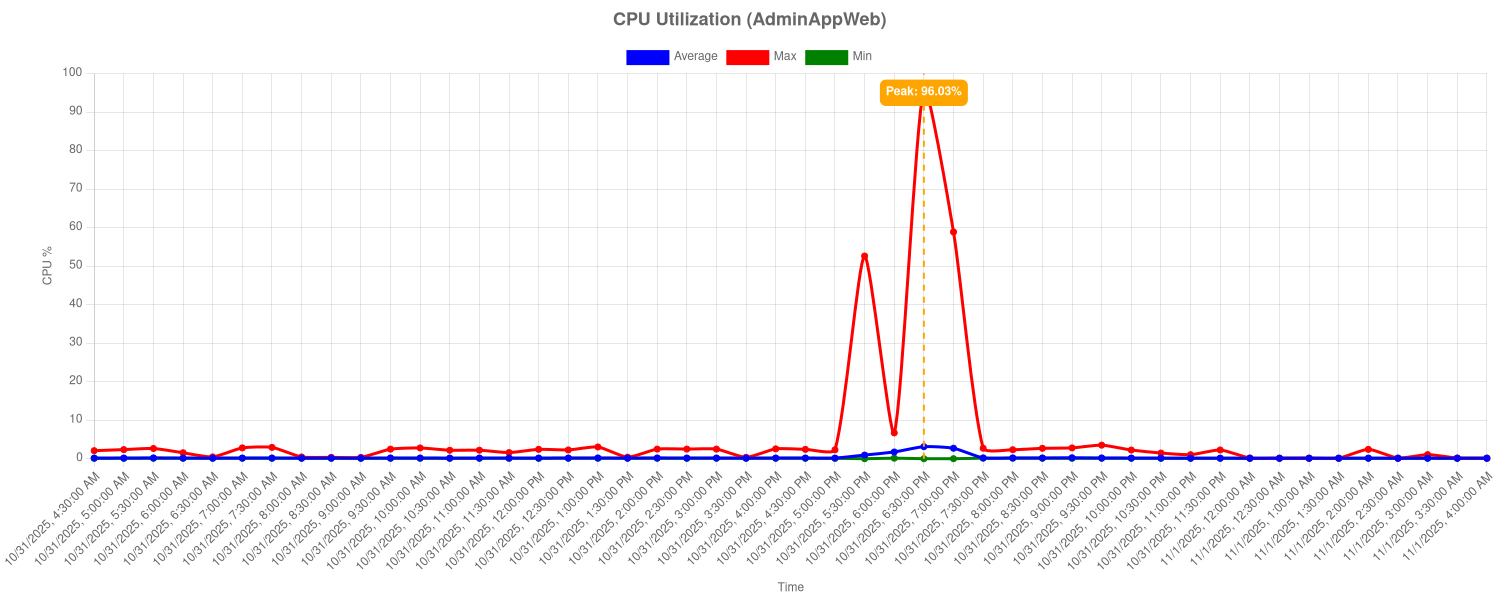 CPU Utilization (AdminAppWeb)
Average Max Min
Peak: 96.03%
100
90
80
70
60
50
40
30
20
10
0
CPU %
10/31/2025, 4:30:00 AM
10/31/2025, 5:00:00 AM
10/31/2025, 5:30:00 AM
10/31/2025, 6:00:00 AM
10/31/2025, 6:30:00 AM
10/31/2025, 7:00:00 AM
10/31/2025, 7:30:00 AM
10/31/2025, 8:00:00 AM
10/31/2025, 8:30:00 AM
10/31/2025, 9:00:00 AM
10/31/2025, 9:30:00 AM
10/31/2025, 10:00:00 AM
10/31/2025, 10:30:00 AM
10/31/2025, 11:00:00 AM
10/31/2025, 11:30:00 AM
10/31/2025, 12:00:00 PM
10/31/2025, 12:30:00 PM
10/31/2025, 1:00:00 PM
10/31/2025, 1:30:00 PM
10/31/2025, 2:00:00 PM
10/31/2025, 2:30:00 PM
10/31/2025, 3:00:00 PM
10/31/2025, 3:30:00 PM
10/31/2025, 4:00:00 PM
10/31/2025, 4:30:00 PM
10/31/2025, 5:00:00 PM
10/31/2025, 5:30:00 PM
10/31/2025, 6:00:00 PM
10/31/2025, 6:30:00 PM
10/31/2025, 7:00:00 PM
10/31/2025, 7:30:00 PM
10/31/2025, 8:00:00 PM
10/31/2025, 8:30:00 PM
10/31/2025, 9:00:00 PM
10/31/2025, 9:30:00 PM
10/31/2025, 10:00:00 PM
10/31/2025, 10:30:00 PM
10/31/2025, 11:00:00 PM
10/31/2025, 11:30:00 PM
11/1/2025, 12:00:00 AM
11/1/2025, 12:30:00 AM
11/1/2025, 1:00:00 AM
11/1/2025, 1:30:00 AM
11/1/2025, 2:00:00 AM
11/1/2025, 2:30:00 AM
11/1/2025, 3:00:00 AM
11/1/2025, 3:30:00 AM
11/1/2025, 4:00:00 AM
Time